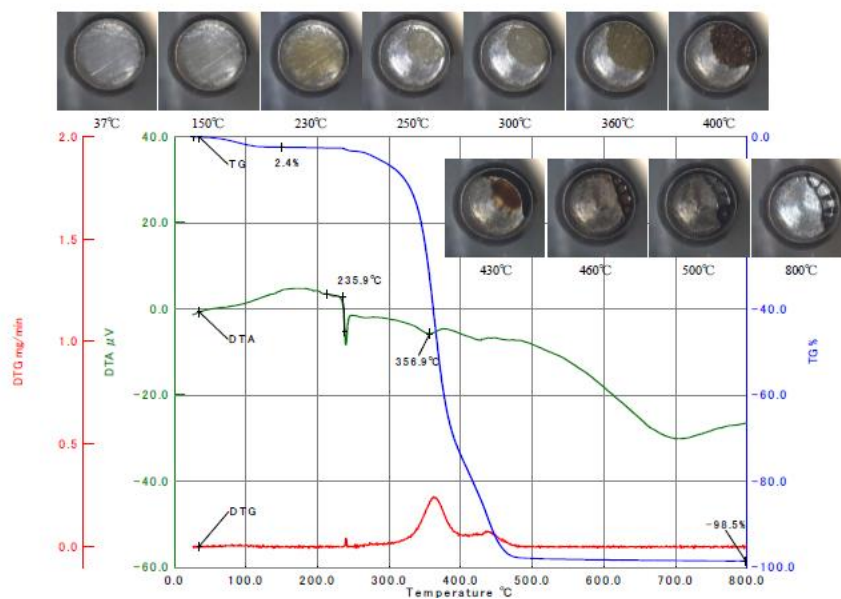 37℃ 150℃ 230℃ 250℃ 300℃ 360℃ 400℃
2.0 40.0 0.0
TG
2.4%
430℃ 460℃ 500℃ 800℃
1.5 20.0
235.9℃
DTG mg/min
DTA μV
1.0 0.0 -40.0
TG%
DTA
356.9℃
-20.0 -60.0
0.5 -40.0 -80.0
DTG
-98.5%
0.0
-60.0 -100.0
0.0 100.0 200.0 300.0 400.0 500.0 600.0 700.0 800.0
Temperature ℃